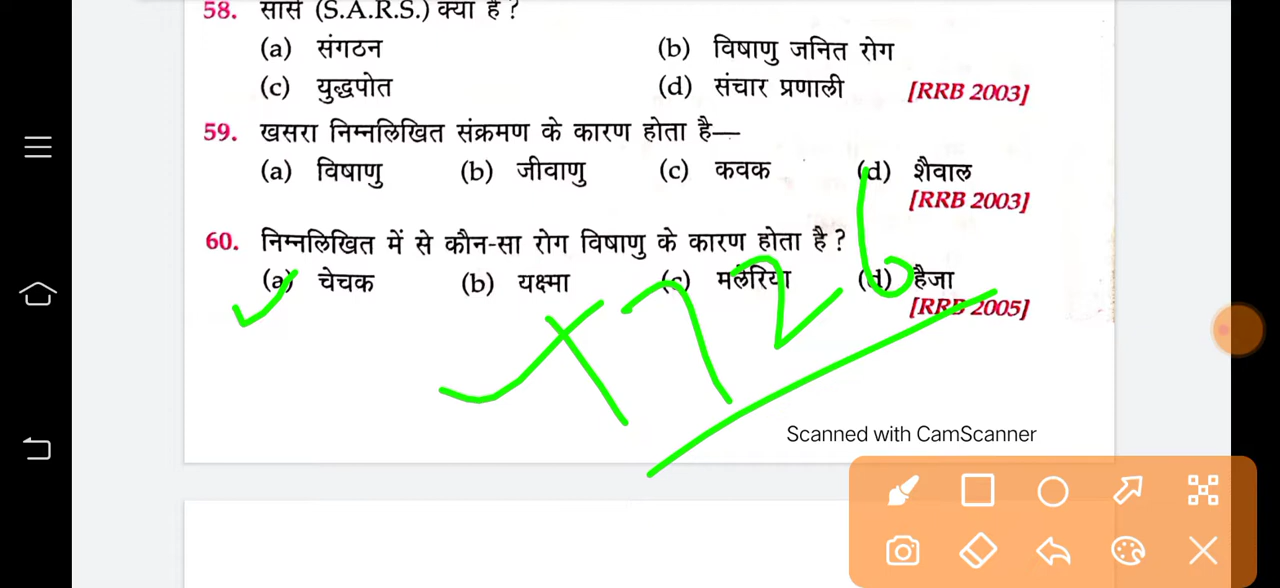 58. सार्स (S.A.R.S.) क्या है ?
(a) संगठन (b) विषाणु जनित रोग
(c) युद्धपोत (d) संचार प्रणाली [RRB 2003]
59. खसरा निम्नलिखित संक्रमण के कारण होता है—
(a) विषाणु (b) जीवाणु (c) कवक (d) शैवाल
[RRB 2003]
60. निम्नलिखित में से कौन-सा रोग विषाणु के कारण होता है ?
(a) चेचक (b) यक्ष्मा (c) मलेरिया (d) हैजा
[RRB 2005]
Scanned with CamScanner